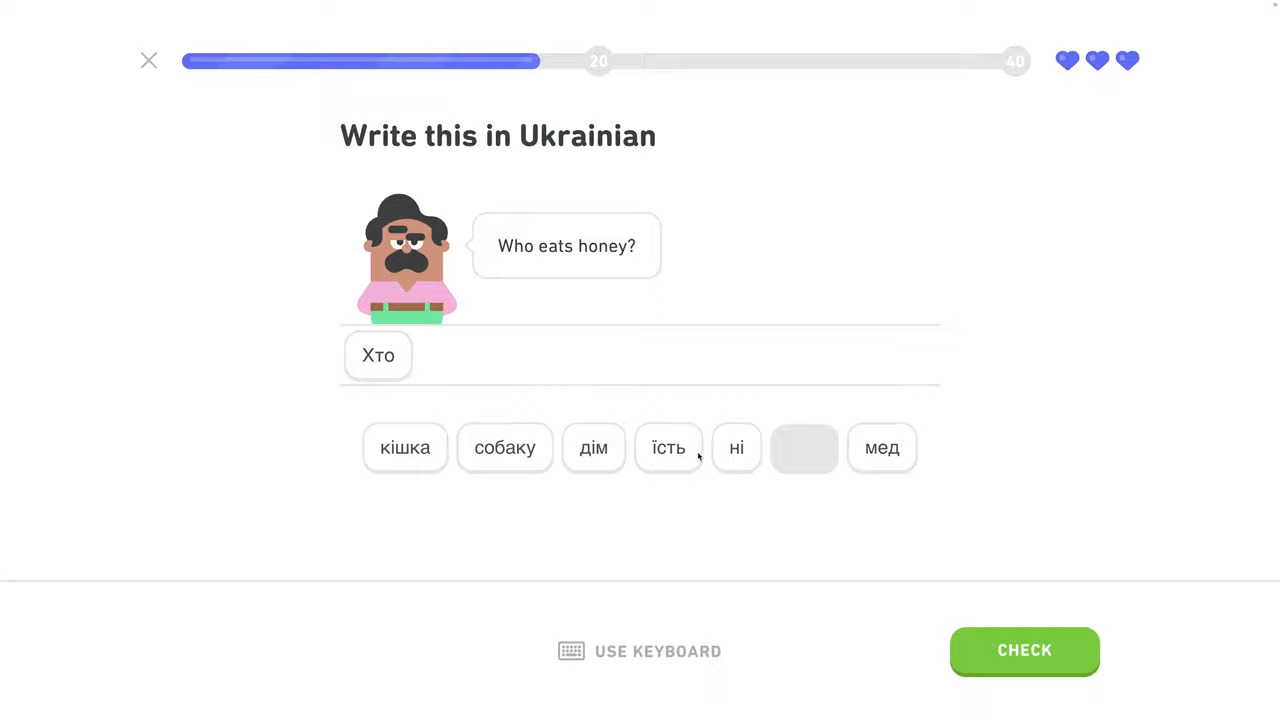 20
40
Write this in Ukrainian
Who eats honey?
Хто
кішка собаку дім їсть ні мед
USE KEYBOARD
CHECK